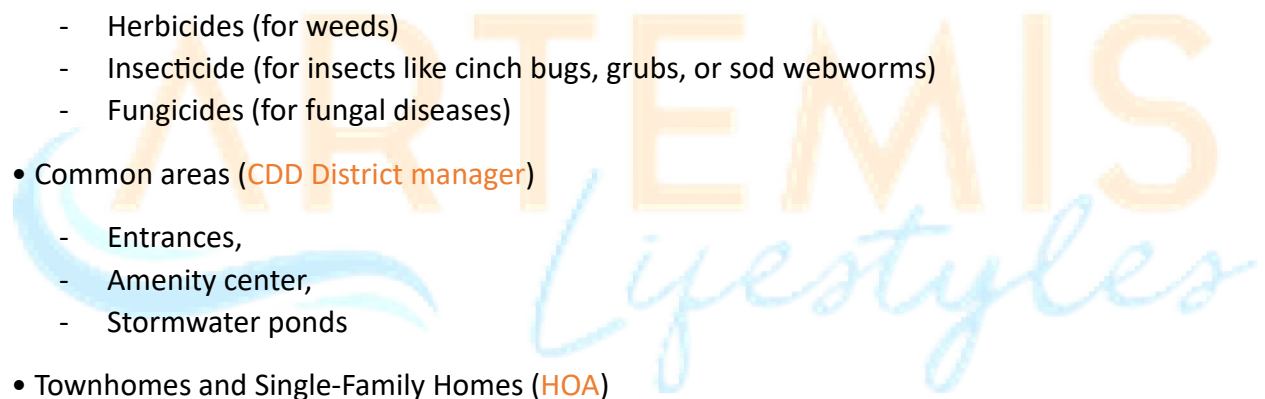 - Herbicides (for weeds)
- Insecticide (for insects like cinch bugs, grubs, or sod webworms)
- Fungicides (for fungal diseases)
• Common areas (CDD District manager)
- Entrances,
- Amenity center,
- Stormwater ponds
• Townhomes and Single-Family Homes (HOA)
ARTEMIS
Lifestyles